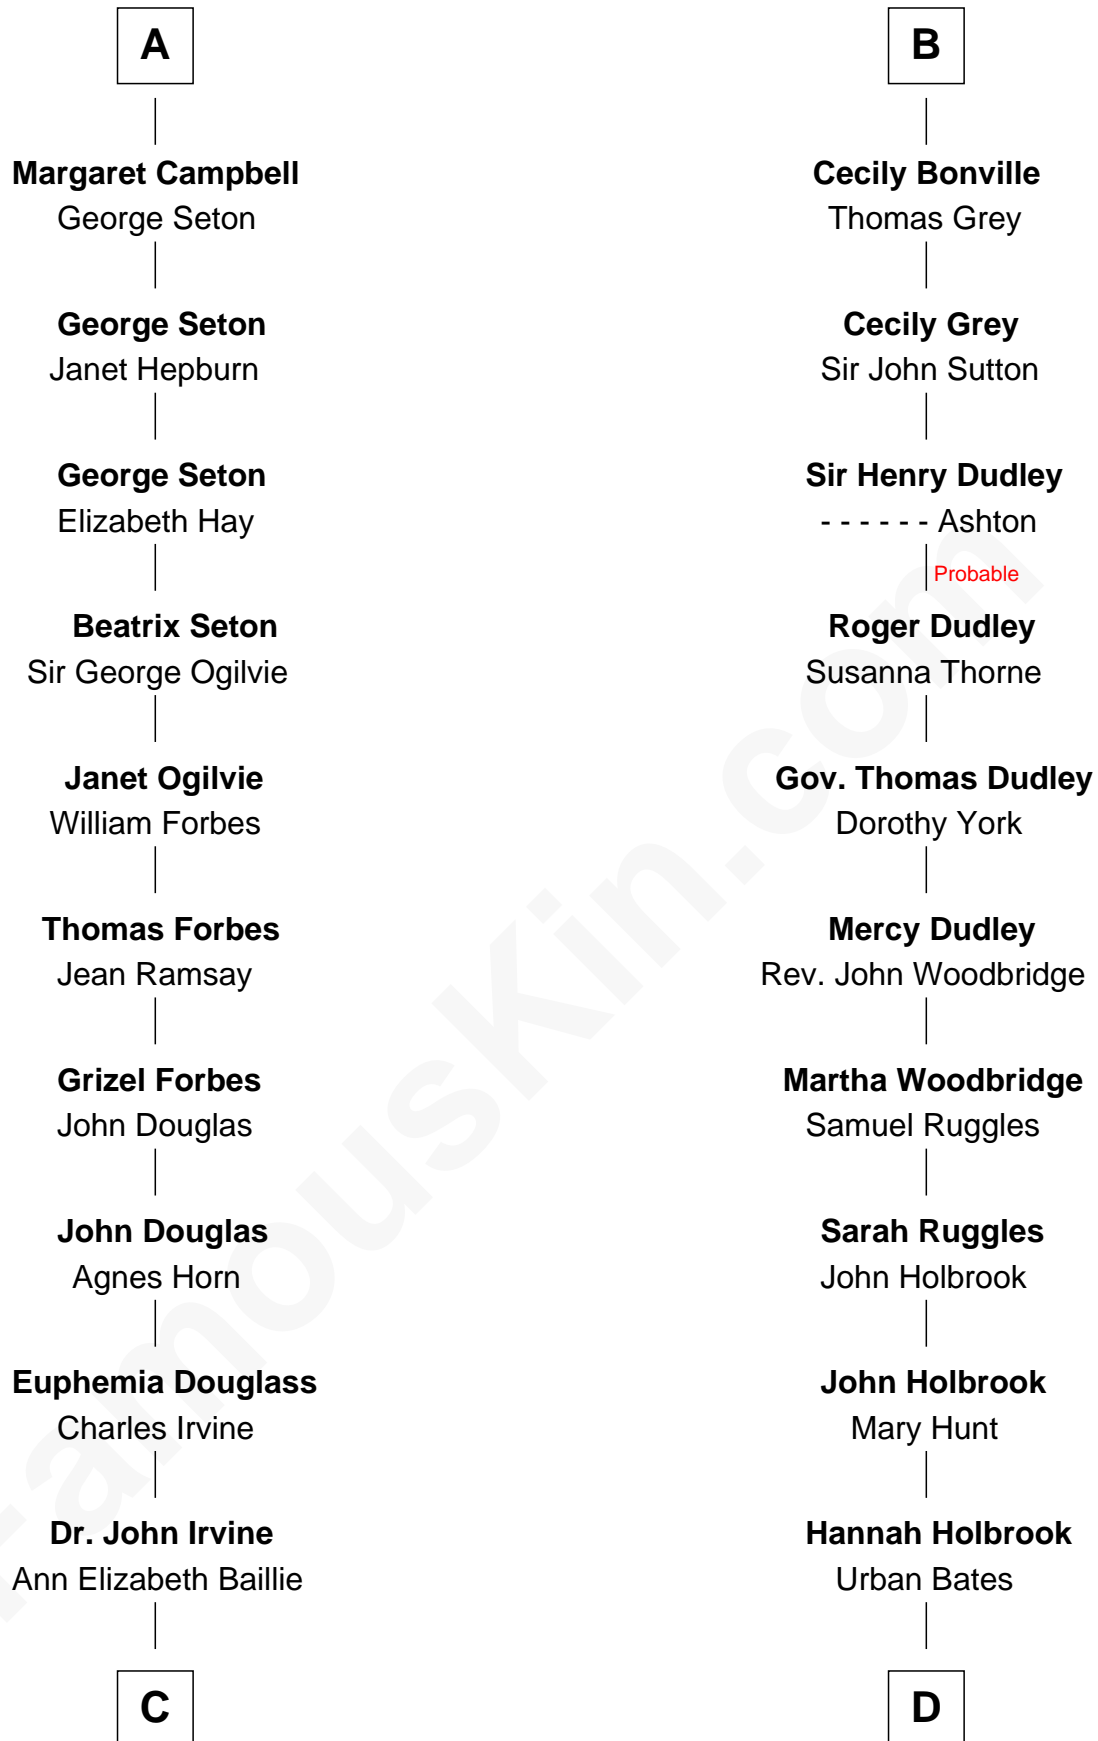 A
Margaret Campbell
George Seton
George Seton
Janet Hepburn
George Seton
Elizabeth Hay
Beatrix Seton
Sir George Ogilvie
Janet Ogilvie
William Forbes
Thomas Forbes
Jean Ramsay
Grizel Forbes
John Douglas
John Douglas
Agnes Horn
Euphemia Douglass
Charles Irvine
Dr. John Irvine
Ann Elizabeth Baillie
C
B
Cecily Bonville
Thomas Grey
Cecily Grey
Sir John Sutton
Sir Henry Dudley
- - - - - - Ashton
Probable
Roger Dudley
Susanna Thorne
Gov. Thomas Dudley
Dorothy York
Mercy Dudley
Rev. John Woodbridge
Martha Woodbridge
Samuel Ruggles
Sarah Ruggles
John Holbrook
John Holbrook
Mary Hunt
Hannah Holbrook
Urban Bates
D
FamousKin.com